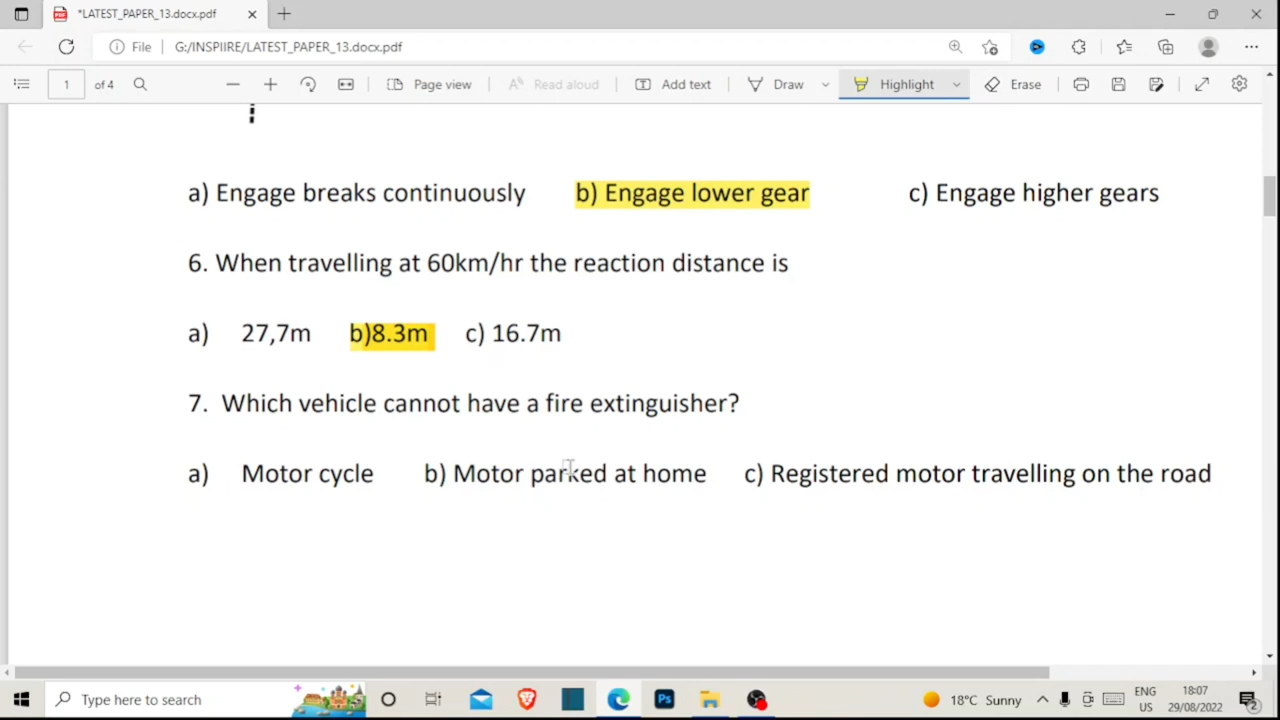 *LATEST_PAPER_13.docx.pdf
File G:/INSPIIRE/LATEST_PAPER_13.docx.pdf
1 of 4 Page view Read aloud Add text Draw Highlight Erase
a) Engage breaks continuously b) Engage lower gear c) Engage higher gears
6. When travelling at 60km/hr the reaction distance is
a) 27,7m b)8.3m c) 16.7m
7. Which vehicle cannot have a fire extinguisher?
a) Motor cycle b) Motor parked at home c) Registered motor travelling on the road
Type here to search Ps 18°C Sunny ENG 18:07
US 29/08/2022 2